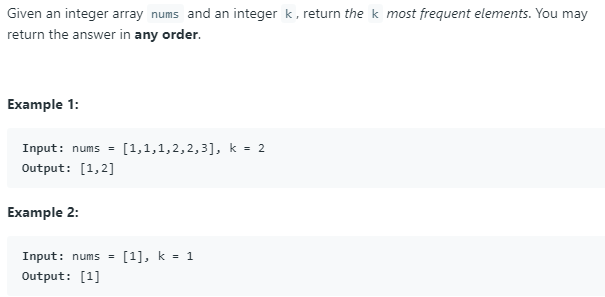 Given an integer array nums and an integer k, return the k most frequent elements. You may
return the answer in any order.
Example 1:
Input: nums = [1,1,1,2,2,3], k = 2
Output: [1,2]
Example 2:
Input: nums = [1], k = 1
Output: [1]